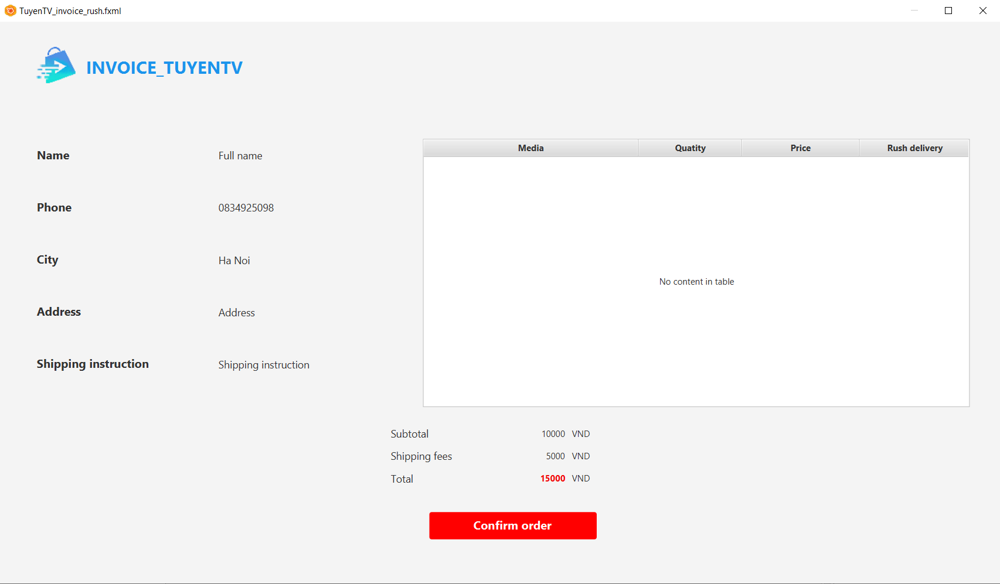 TuyenTV_invoice_rush.fxml
INVOICE_TUYENTV
Name Full name
Phone 0834925098
City Ha Noi
Address Address
Shipping instruction Shipping instruction
Media Quatity Price Rush delivery
No content in table
Subtotal 10000 VND
Shipping fees 5000 VND
Total 15000 VND
Confirm order